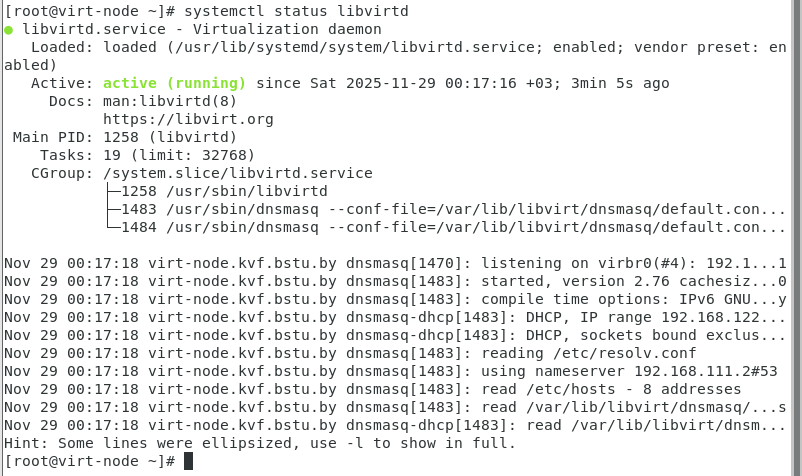 [root@virt-node ~]# systemctl status libvirtd
● libvirtd.service - Virtualization daemon
   Loaded: loaded (/usr/lib/systemd/system/libvirtd.service; enabled; vendor preset: en
abled)
   Active: active (running) since Sat 2025-11-29 00:17:16 +03; 3min 5s ago
     Docs: man:libvirtd(8)
           https://libvirt.org
 Main PID: 1258 (libvirtd)
    Tasks: 19 (limit: 32768)
   CGroup: /system.slice/libvirtd.service
           ├─1258 /usr/sbin/libvirtd
           ├─1483 /usr/sbin/dnsmasq --conf-file=/var/lib/libvirt/dnsmasq/default.con...
           └─1484 /usr/sbin/dnsmasq --conf-file=/var/lib/libvirt/dnsmasq/default.con...

Nov 29 00:17:18 virt-node.kvf.bstu.by dnsmasq[1470]: listening on virbr0(#4): 192.1...1
Nov 29 00:17:18 virt-node.kvf.bstu.by dnsmasq[1483]: started, version 2.76 cachesiz...0
Nov 29 00:17:18 virt-node.kvf.bstu.by dnsmasq[1483]: compile time options: IPv6 GNU...y
Nov 29 00:17:18 virt-node.kvf.bstu.by dnsmasq-dhcp[1483]: DHCP, IP range 192.168.122...
Nov 29 00:17:18 virt-node.kvf.bstu.by dnsmasq-dhcp[1483]: DHCP, sockets bound exclus...
Nov 29 00:17:18 virt-node.kvf.bstu.by dnsmasq[1483]: reading /etc/resolv.conf
Nov 29 00:17:18 virt-node.kvf.bstu.by dnsmasq[1483]: using nameserver 192.168.111.2#53
Nov 29 00:17:18 virt-node.kvf.bstu.by dnsmasq[1483]: read /etc/hosts - 8 addresses
Nov 29 00:17:18 virt-node.kvf.bstu.by dnsmasq[1483]: read /var/lib/libvirt/dnsmasq/...s
Nov 29 00:17:18 virt-node.kvf.bstu.by dnsmasq-dhcp[1483]: read /var/lib/libvirt/dnsm...
Hint: Some lines were ellipsized, use -l to show in full.
[root@virt-node ~]#